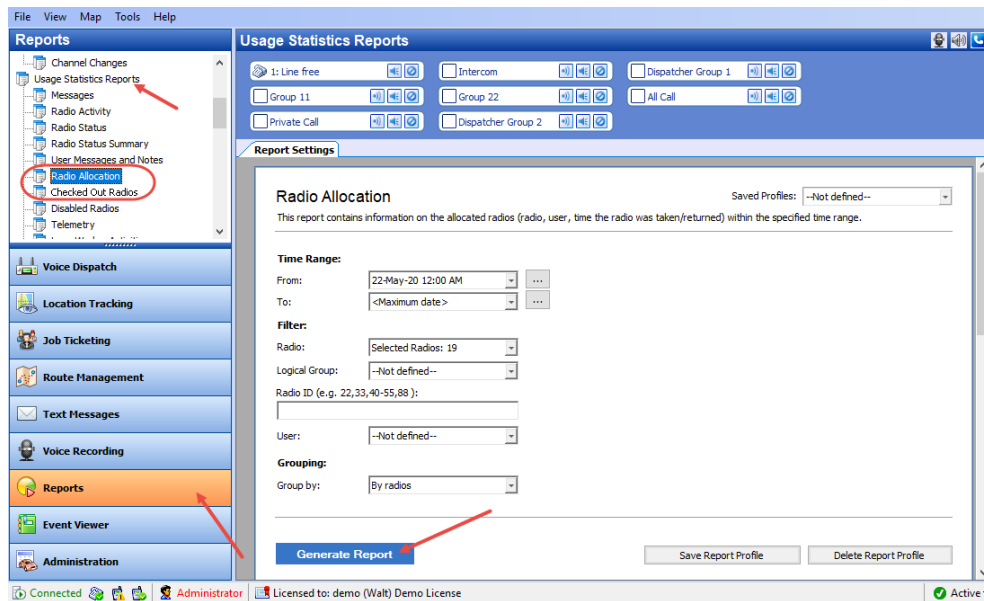 File View Map Tools Help
Reports
Channel Changes
Usage Statistics Reports
Messages
Radio Activity
Radio Status
Radio Status Summary
User Messages and Notes
Radio Allocation
Checked Out Radios
Disabled Radios
Telemetry
Voice Dispatch
Location Tracking
Job Ticketing
Route Management
Text Messages
Voice Recording
Reports
Event Viewer
Administration
Usage Statistics Reports
1: Line free Intercom Dispatcher Group 1
Group 11 Group 22 All Call
Private Call Dispatcher Group 2
Report Settings
Radio Allocation Saved Profiles: --Not defined--
This report contains information on the allocated radios (radio, user, time the radio was taken/returned) within the specified time range.
Time Range:
From: 22-May-20 12:00 AM ...
To: <Maximum date> ...
Filter:
Radio: Selected Radios: 19
Logical Group: --Not defined--
Radio ID (e.g. 22,33,40-55,88 ):
User: --Not defined--
Grouping:
Group by: By radios
Generate Report Save Report Profile Delete Report Profile
Connected Administrator Licensed to: demo (Walt) Demo License Active